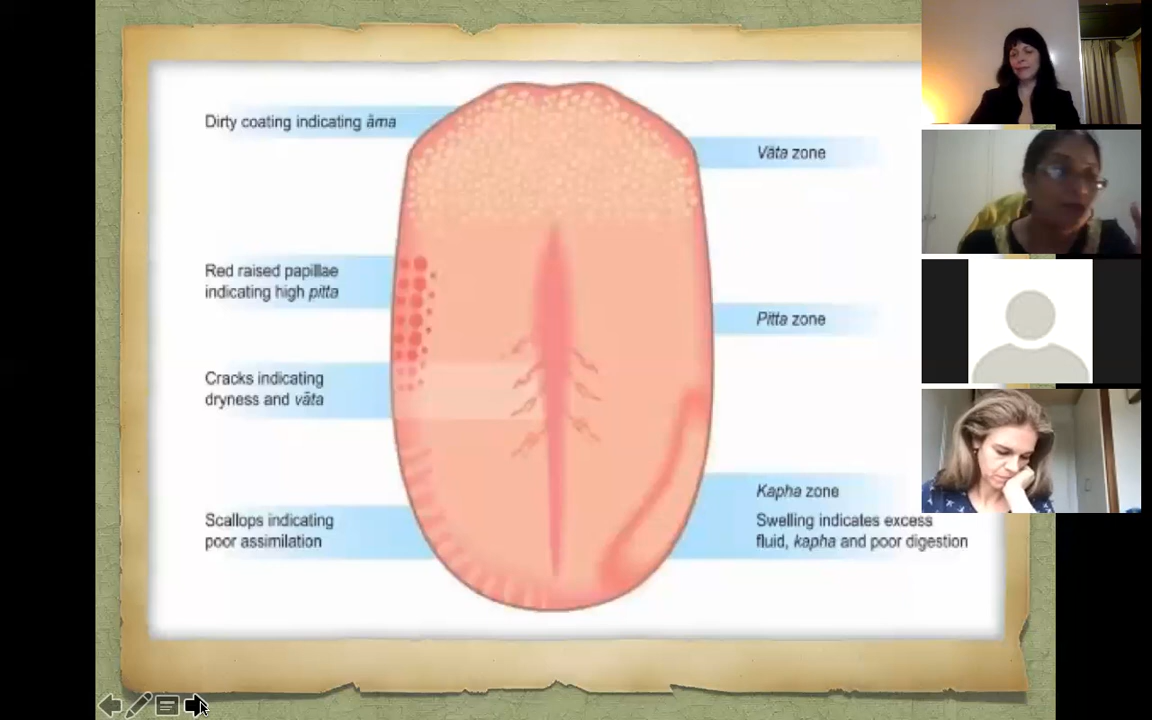 Dirty coating indicating āma
Vāta zone
Red raised papillae
indicating high pitta
Pitta zone
Cracks indicating
dryness and vāta
Kapha zone
Scallops indicating
poor assimilation
Swelling indicates excess
fluid, kapha and poor digestion